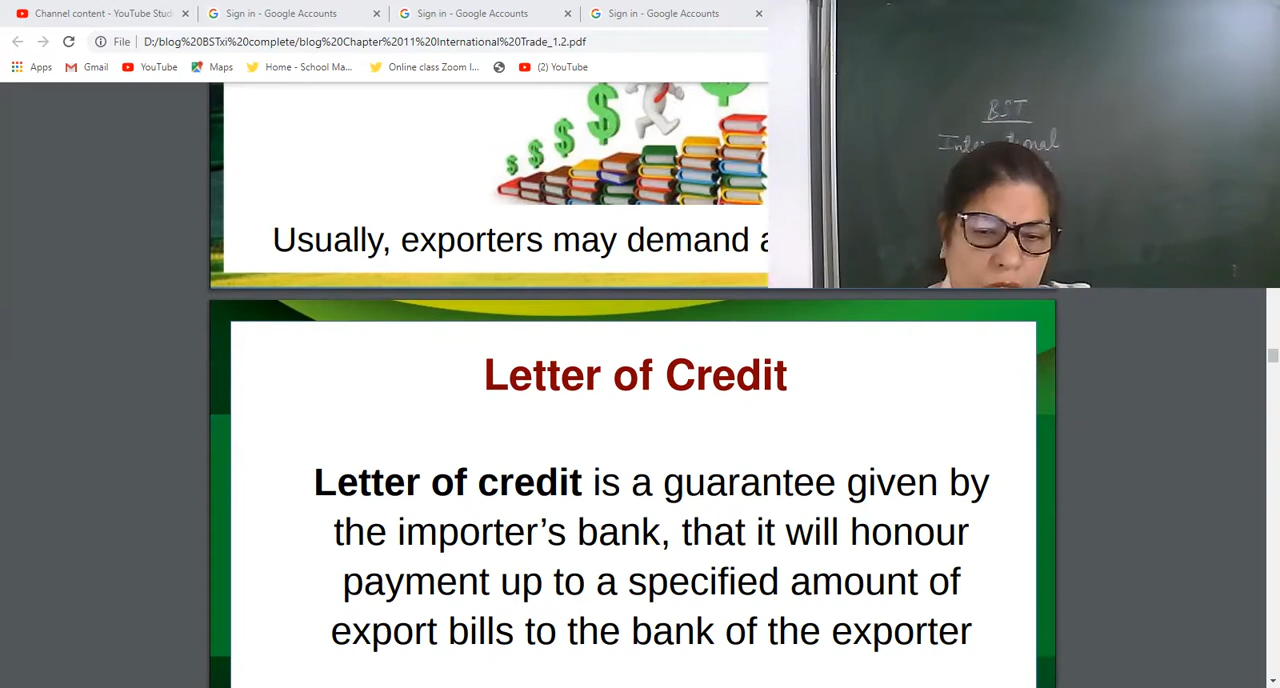 Channel content - YouTube Stud
Sign in - Google Accounts
Sign in - Google Accounts
Sign in - Google Accounts
File D:/blog%20BSTxi%20complete/blog%20Chapter%2011%20International%20Trade_1.2.pdf
Apps Gmail YouTube Maps Home - School Ma... Online class Zoom l... (2) YouTube
BST
Usually, exporters may demand a
Letter of Credit
Letter of credit is a guarantee given by
the importer’s bank, that it will honour
payment up to a specified amount of
export bills to the bank of the exporter